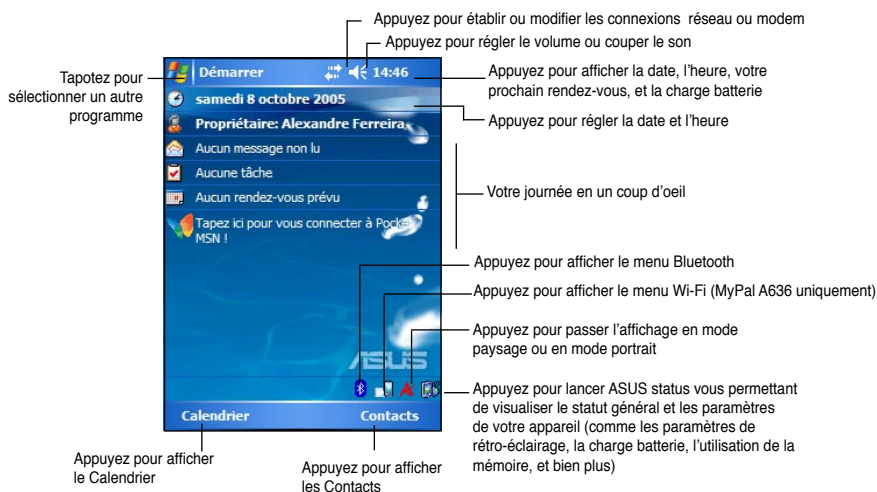 Appuyez pour établir ou modifier les connexions réseau ou modem
Appuyez pour régler le volume ou couper le son
Tapotez pour
sélectionner un autre
programme
Démarrer 14:46
Appuyez pour afficher la date, l'heure, votre
prochain rendez-vous, et la charge batterie
samedi 8 octobre 2005
Propriétaire: Alexandre Ferreira
Appuyez pour régler la date et l'heure
Aucun message non lu
Aucune tâche
Aucun rendez-vous prévu
Votre journée en un coup d'oeil
Tapez ici pour vous connecter à Pocket
MSN !
Appuyez pour afficher le menu Bluetooth
Appuyez pour afficher le menu Wi-Fi (MyPal A636 uniquement)
Appuyez pour passer l'affichage en mode
paysage ou en mode portrait
ASUS
Appuyez pour lancer ASUS status vous permettant
de visualiser le statut général et les paramètres
de votre appareil (comme les paramètres de
rétro-éclairage, la charge batterie, l'utilisation de la
mémoire, et bien plus)
Calendrier Contacts
Appuyez pour afficher
le Calendrier
Appuyez pour afficher
les Contacts